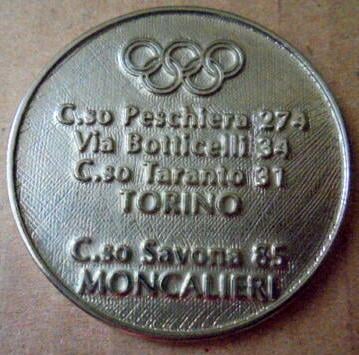 C.so Peschiera 274
Via Botticelli 34
C.so Taranto 31
TORINO
C.so Savona 85
MONCALIERI